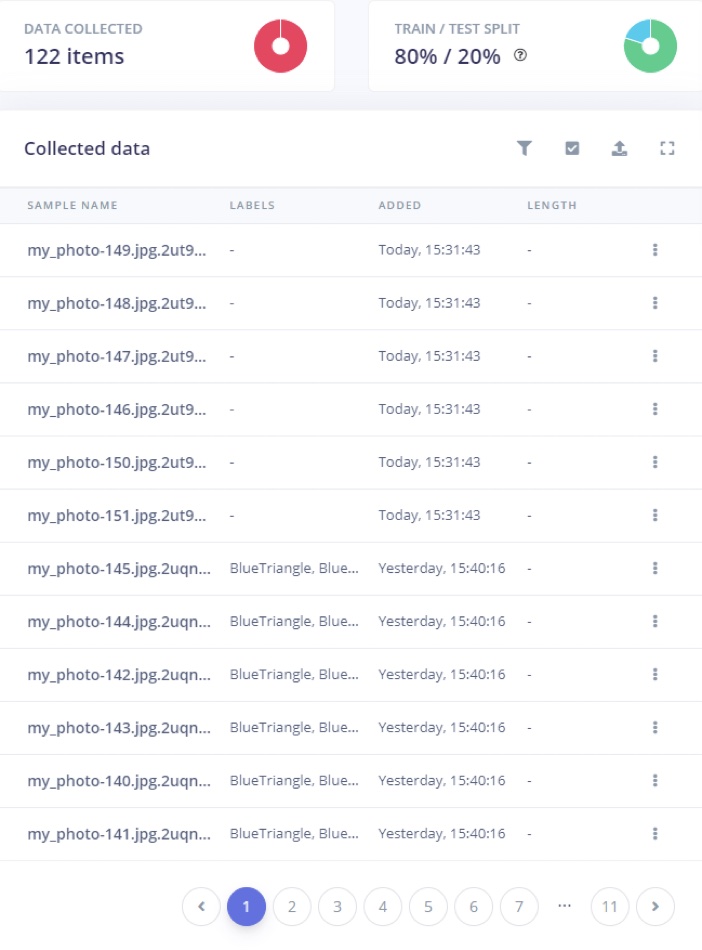 DATA COLLECTED
122 items
TRAIN / TEST SPLIT
80% / 20% ?
Collected data
SAMPLE NAME LABELS ADDED LENGTH
my_photo-149.jpg.2ut9... - Today, 15:31:43 -
my_photo-148.jpg.2ut9... - Today, 15:31:43 -
my_photo-147.jpg.2ut9... - Today, 15:31:43 -
my_photo-146.jpg.2ut9... - Today, 15:31:43 -
my_photo-150.jpg.2ut9... - Today, 15:31:43 -
my_photo-151.jpg.2ut9... - Today, 15:31:43 -
my_photo-145.jpg.2uqn... BlueTriangle, Blue... Yesterday, 15:40:16 -
my_photo-144.jpg.2uqn... BlueTriangle, Blue... Yesterday, 15:40:16 -
my_photo-142.jpg.2uqn... BlueTriangle, Blue... Yesterday, 15:40:16 -
my_photo-143.jpg.2uqn... BlueTriangle, Blue... Yesterday, 15:40:16 -
my_photo-140.jpg.2uqn... BlueTriangle, Blue... Yesterday, 15:40:16 -
my_photo-141.jpg.2uqn... BlueTriangle, Blue... Yesterday, 15:40:16 -
‹ 1 2 3 4 5 6 7 ... 11 ›